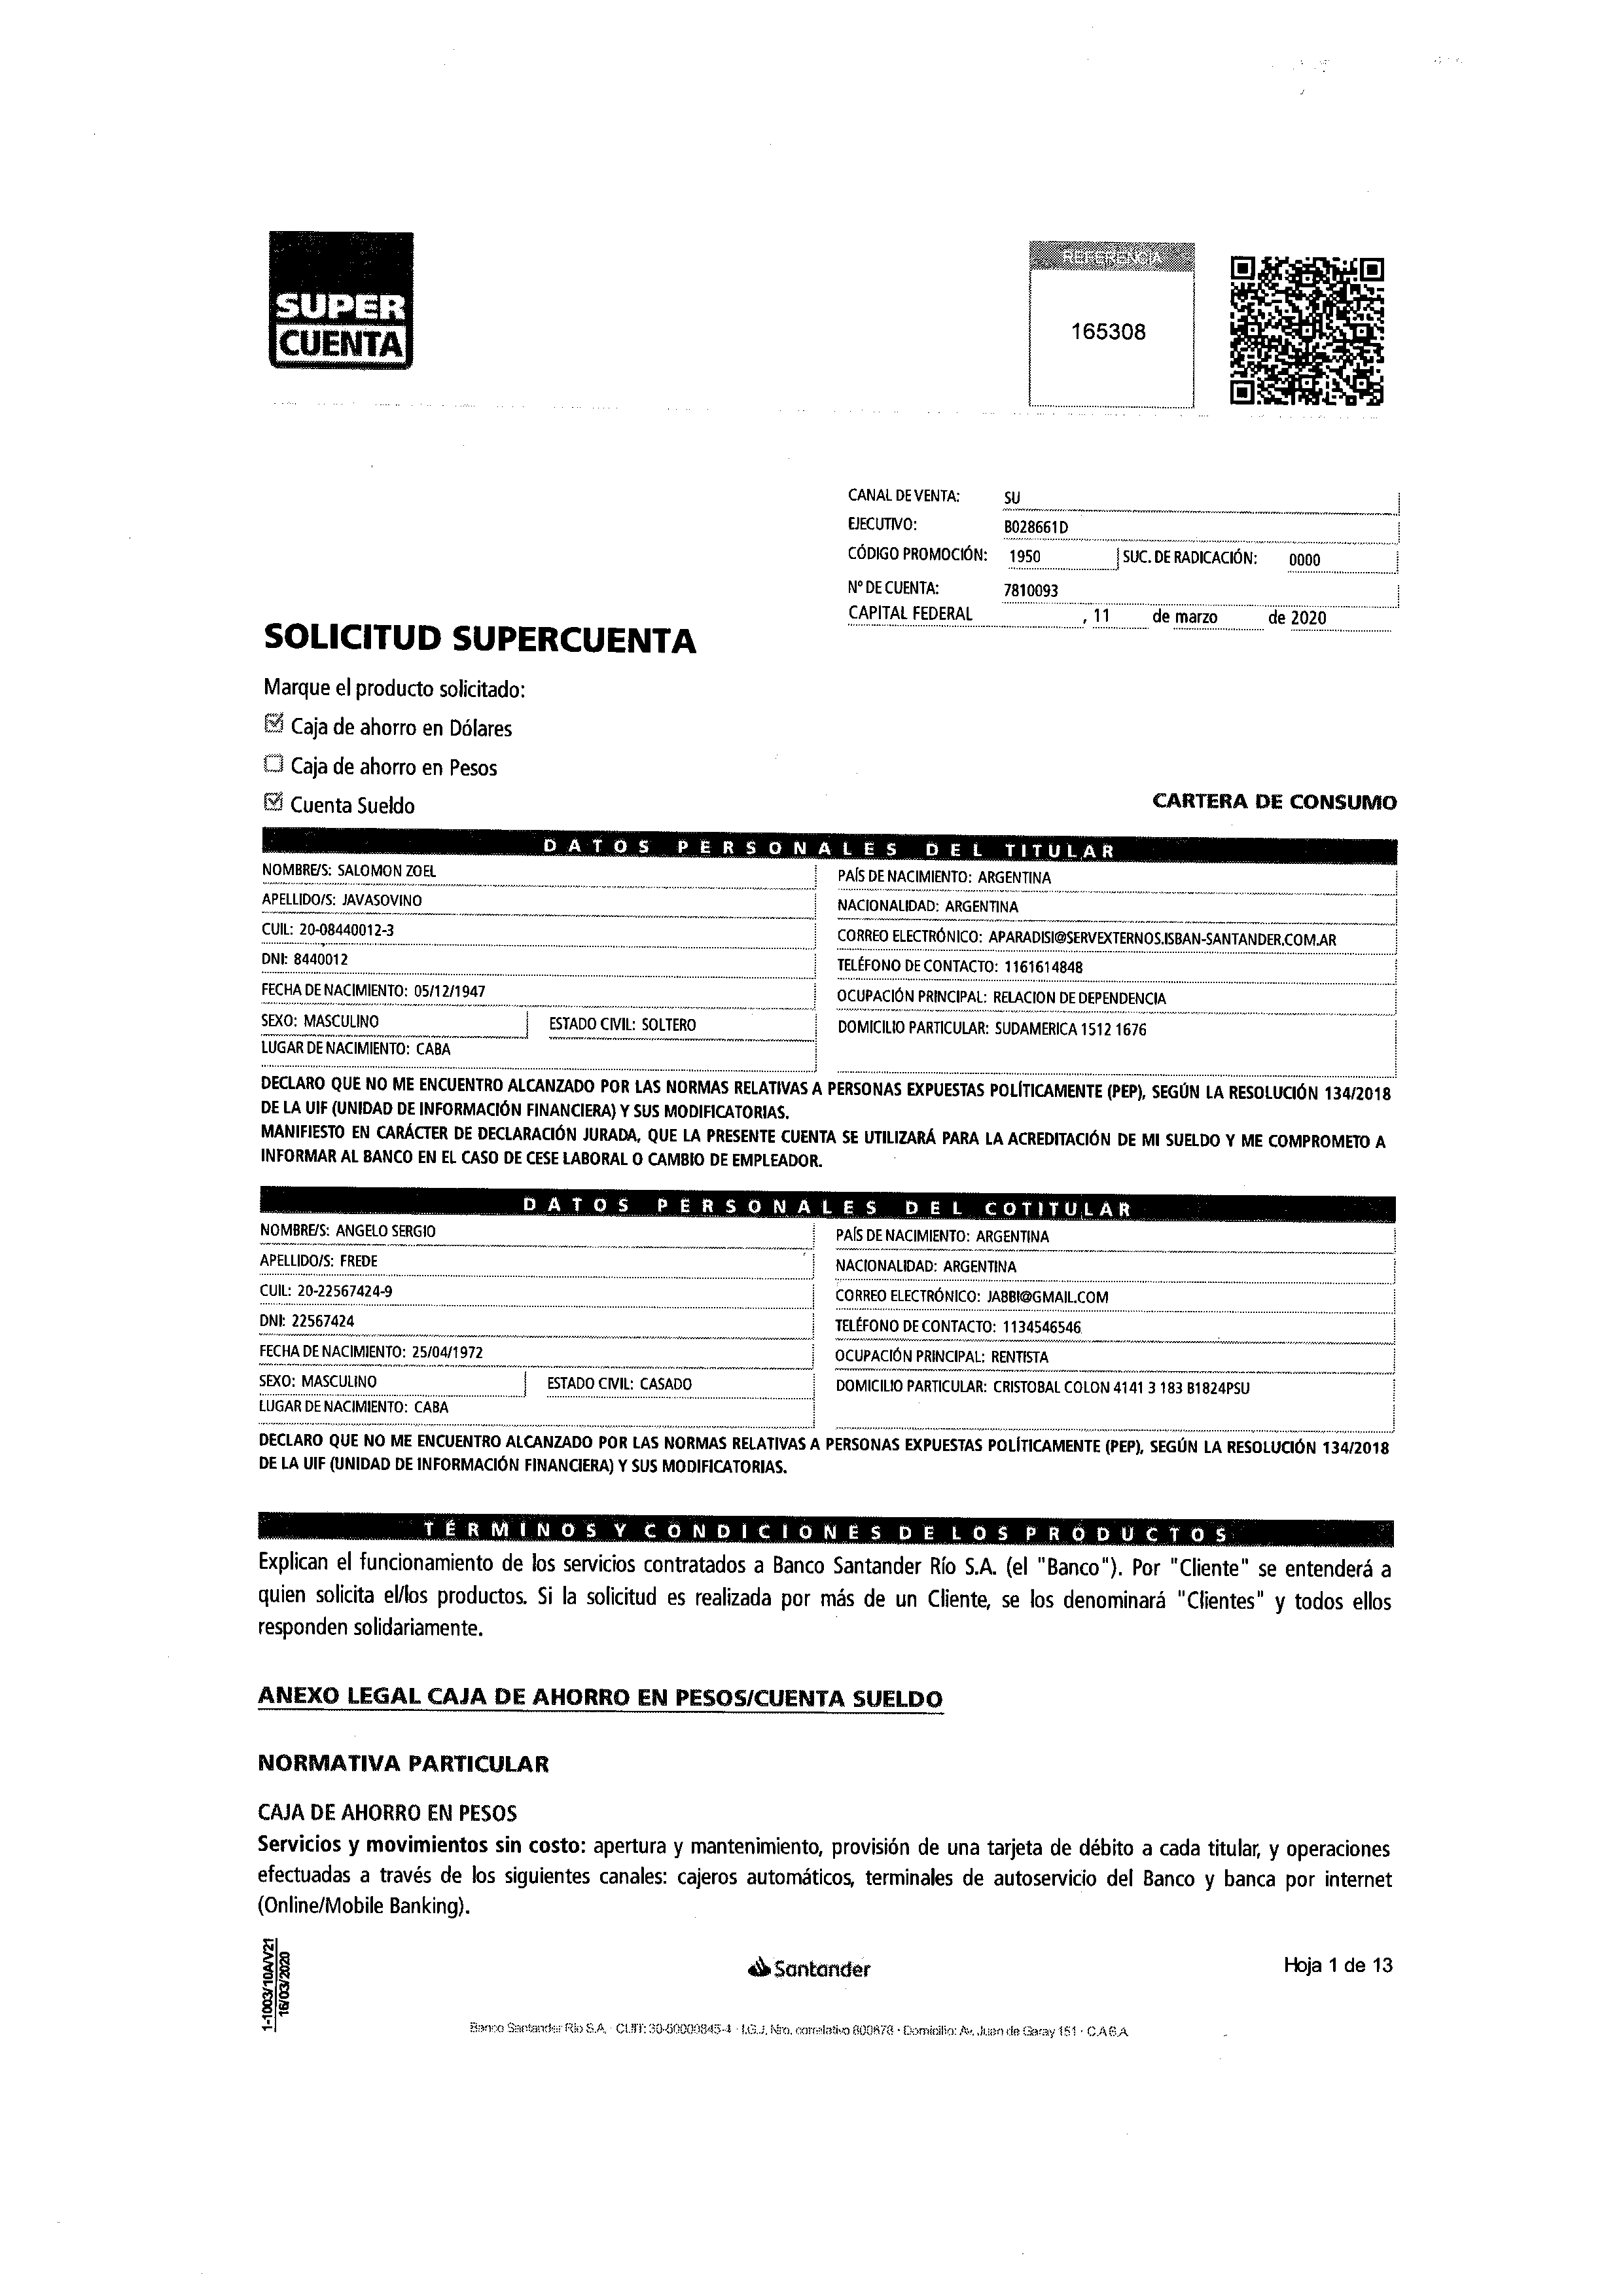 SUPER
CUENTA
REFERENCIA
165308
CANAL DE VENTA: SU
EJECUTIVO: B028661D
CÓDIGO PROMOCIÓN: 1950 SUC. DE RADICACIÓN: 0000
Nº DE CUENTA: 7810093
CAPITAL FEDERAL , 11 de marzo de 2020
SOLICITUD SUPERCUENTA
Marque el producto solicitado:
Caja de ahorro en Dólares
Caja de ahorro en Pesos
Cuenta Sueldo
CARTERA DE CONSUMO
DATOS PERSONALES DEL TITULAR
NOMBRE/S: SALOMON ZOEL
PAÍS DE NACIMIENTO: ARGENTINA
APELLIDO/S: JAVASOVINO
NACIONALIDAD: ARGENTINA
CUIL: 20-08440012-3
CORREO ELECTRÓNICO: APARADISI@SERVEXTERNOS.ISBAN-SANTANDER.COM.AR
DNI: 8440012
TELÉFONO DE CONTACTO: 1161614848
FECHA DE NACIMIENTO: 05/12/1947
OCUPACIÓN PRINCIPAL: RELACION DE DEPENDENCIA
SEXO: MASCULINO ESTADO CIVIL: SOLTERO
DOMICILIO PARTICULAR: SUDAMERICA 1512 1676
LUGAR DE NACIMIENTO: CABA
DECLARO QUE NO ME ENCUENTRO ALCANZADO POR LAS NORMAS RELATIVAS A PERSONAS EXPUESTAS POLÍTICAMENTE (PEP), SEGÚN LA RESOLUCIÓN 134/2018
DE LA UIF (UNIDAD DE INFORMACIÓN FINANCIERA) Y SUS MODIFICATORIAS.
MANIFIESTO EN CARÁCTER DE DECLARACIÓN JURADA, QUE LA PRESENTE CUENTA SE UTILIZARÁ PARA LA ACREDITACIÓN DE MI SUELDO Y ME COMPROMETO A
INFORMAR AL BANCO EN EL CASO DE CESE LABORAL O CAMBIO DE EMPLEADOR.
DATOS PERSONALES DEL COTITULAR
NOMBRE/S: ANGELO SERGIO
PAÍS DE NACIMIENTO: ARGENTINA
APELLIDO/S: FREDE
NACIONALIDAD: ARGENTINA
CUIL: 20-22567424-9
CORREO ELECTRÓNICO: JABBI@GMAIL.COM
DNI: 22567424
TELÉFONO DE CONTACTO: 1134546546
FECHA DE NACIMIENTO: 25/04/1972
OCUPACIÓN PRINCIPAL: RENTISTA
SEXO: MASCULINO ESTADO CIVIL: CASADO
DOMICILIO PARTICULAR: CRISTOBAL COLON 4141 3 183 B1824PSU
LUGAR DE NACIMIENTO: CABA
DECLARO QUE NO ME ENCUENTRO ALCANZADO POR LAS NORMAS RELATIVAS A PERSONAS EXPUESTAS POLÍTICAMENTE (PEP), SEGÚN LA RESOLUCIÓN 134/2018
DE LA UIF (UNIDAD DE INFORMACIÓN FINANCIERA) Y SUS MODIFICATORIAS.
TÉRMINOS Y CONDICIONES DE LOS PRODUCTOS
Explican el funcionamiento de los servicios contratados a Banco Santander Río S.A. (el "Banco"). Por "Cliente" se entenderá a
quien solicita el/los productos. Si la solicitud es realizada por más de un Cliente, se los denominará "Clientes" y todos ellos
responden solidariamente.
ANEXO LEGAL CAJA DE AHORRO EN PESOS/CUENTA SUELDO
NORMATIVA PARTICULAR
CAJA DE AHORRO EN PESOS
Servicios y movimientos sin costo: apertura y mantenimiento, provisión de una tarjeta de débito a cada titular, y operaciones
efectuadas a través de los siguientes canales: cajeros automáticos, terminales de autoservicio del Banco y banca por internet
(Online/Mobile Banking).
1-1003/10A/V21
16/03/2020
Santander
Hoja 1 de 13
Banco Santander Río S.A. · CUIT: 30-50000845-4 · I.G.J. Nro. correlativo 800678 · Domicilio: Av. Juan de Garay 151 · C.A.B.A.